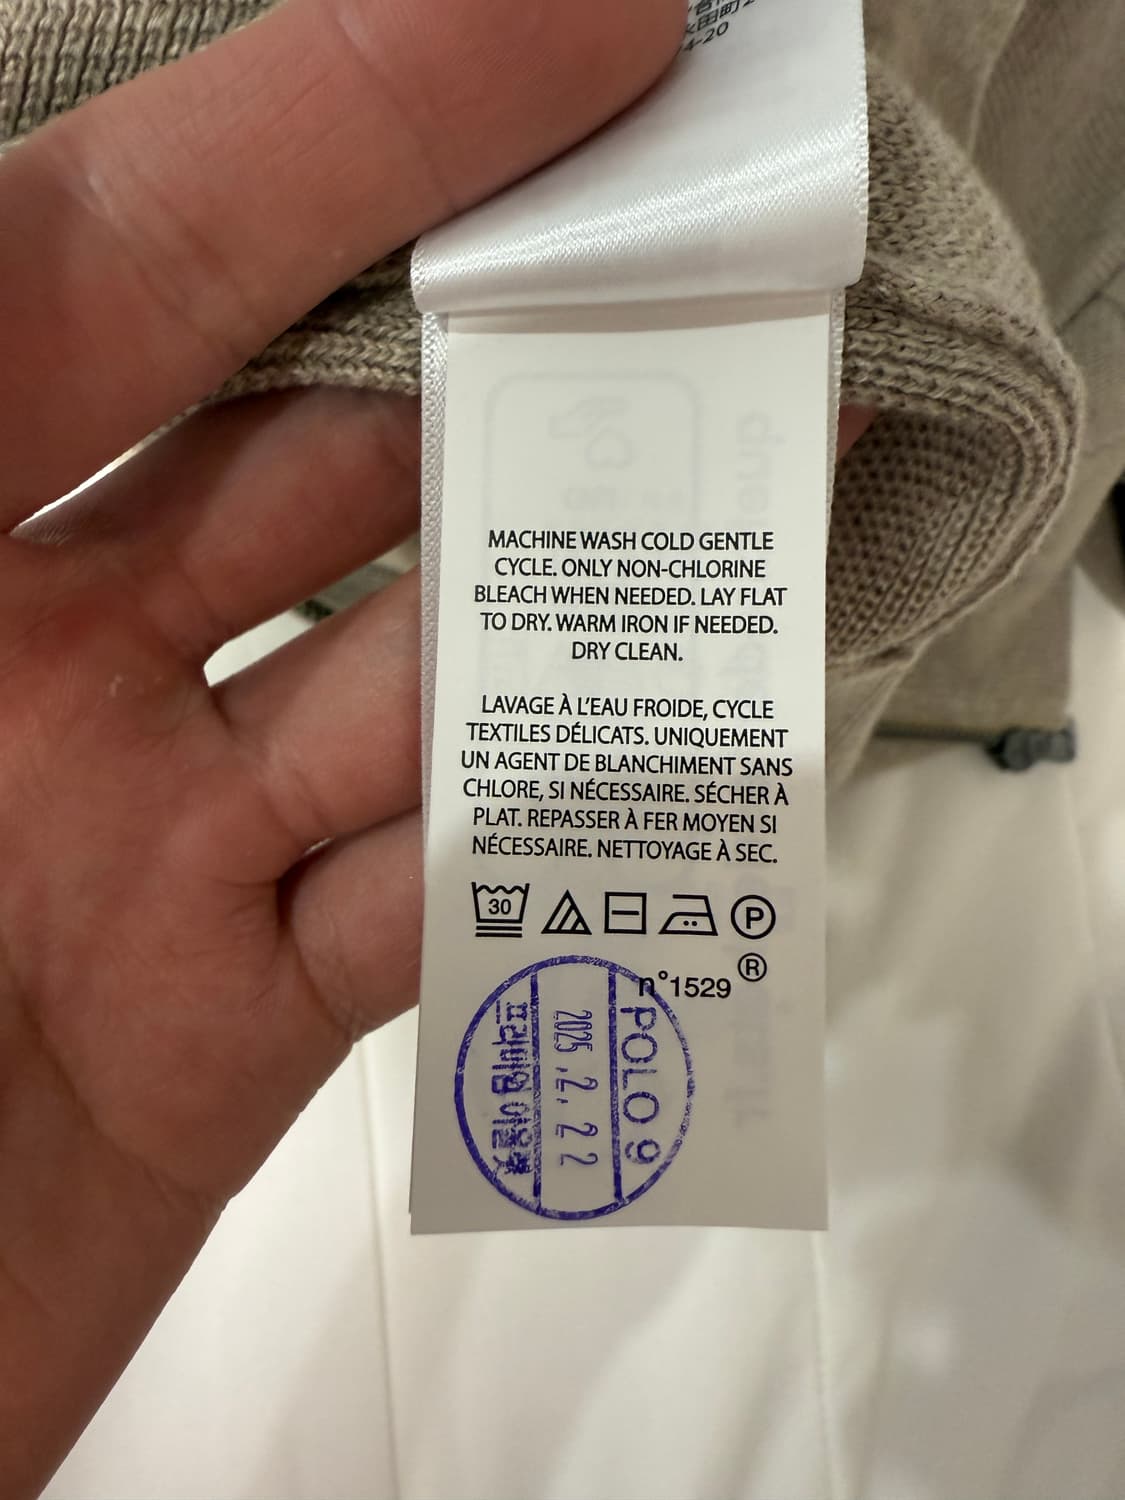 4-20
MACHINE WASH COLD GENTLE
CYCLE. ONLY NON-CHLORINE
BLEACH WHEN NEEDED. LAY FLAT
TO DRY. WARM IRON IF NEEDED.
DRY CLEAN.
LAVAGE À L'EAU FROIDE, CYCLE
TEXTILES DÉLICATS. UNIQUEMENT
UN AGENT DE BLANCHIMENT SANS
CHLORE, SI NÉCESSAIRE. SÉCHER À
PLAT. REPASSER À FER MOYEN SI
NÉCESSAIRE. NETTOYAGE À SEC.
30
P
n°1529 ®
POLO 9
2025.2.22